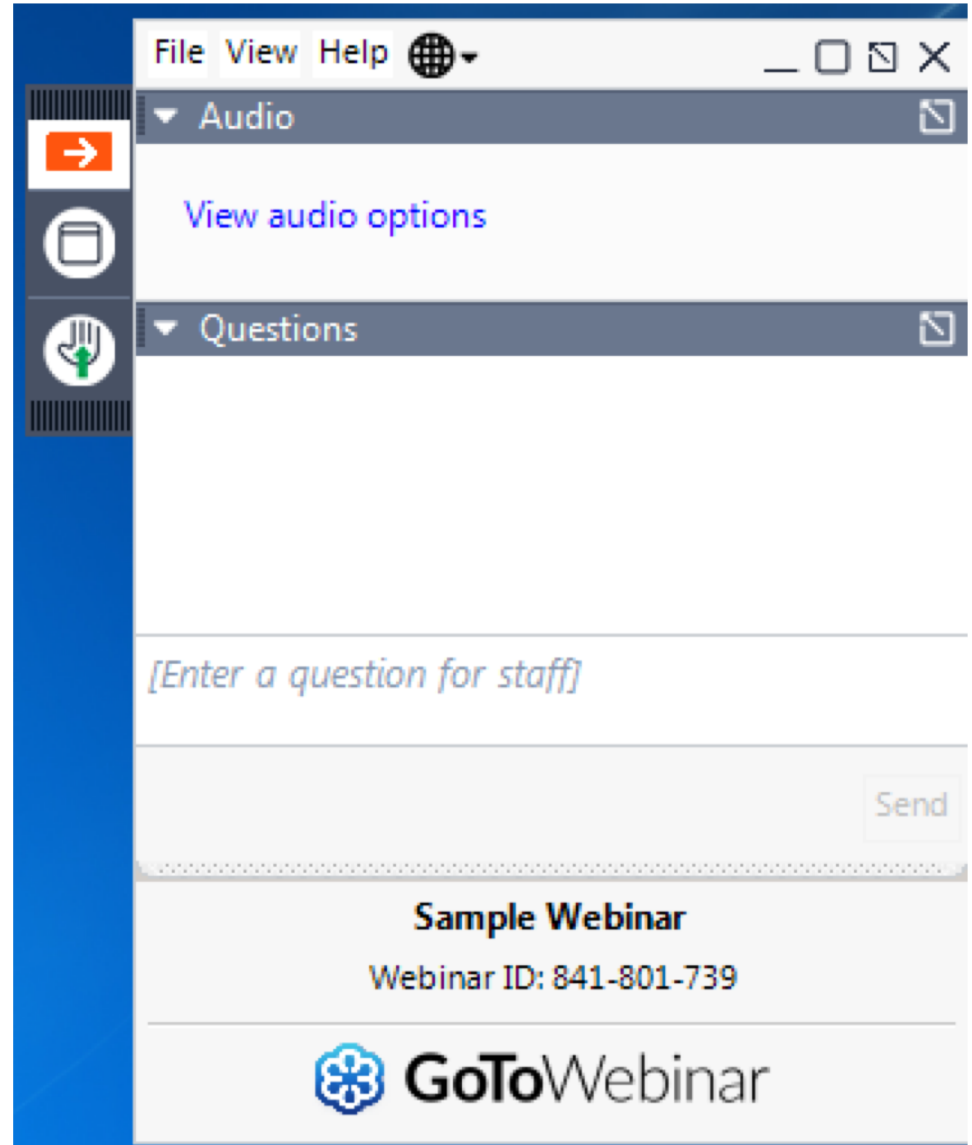 File View Help
Audio
View audio options
Questions
[Enter a question for staff]
Send
Sample Webinar
Webinar ID: 841-801-739
GoToWebinar